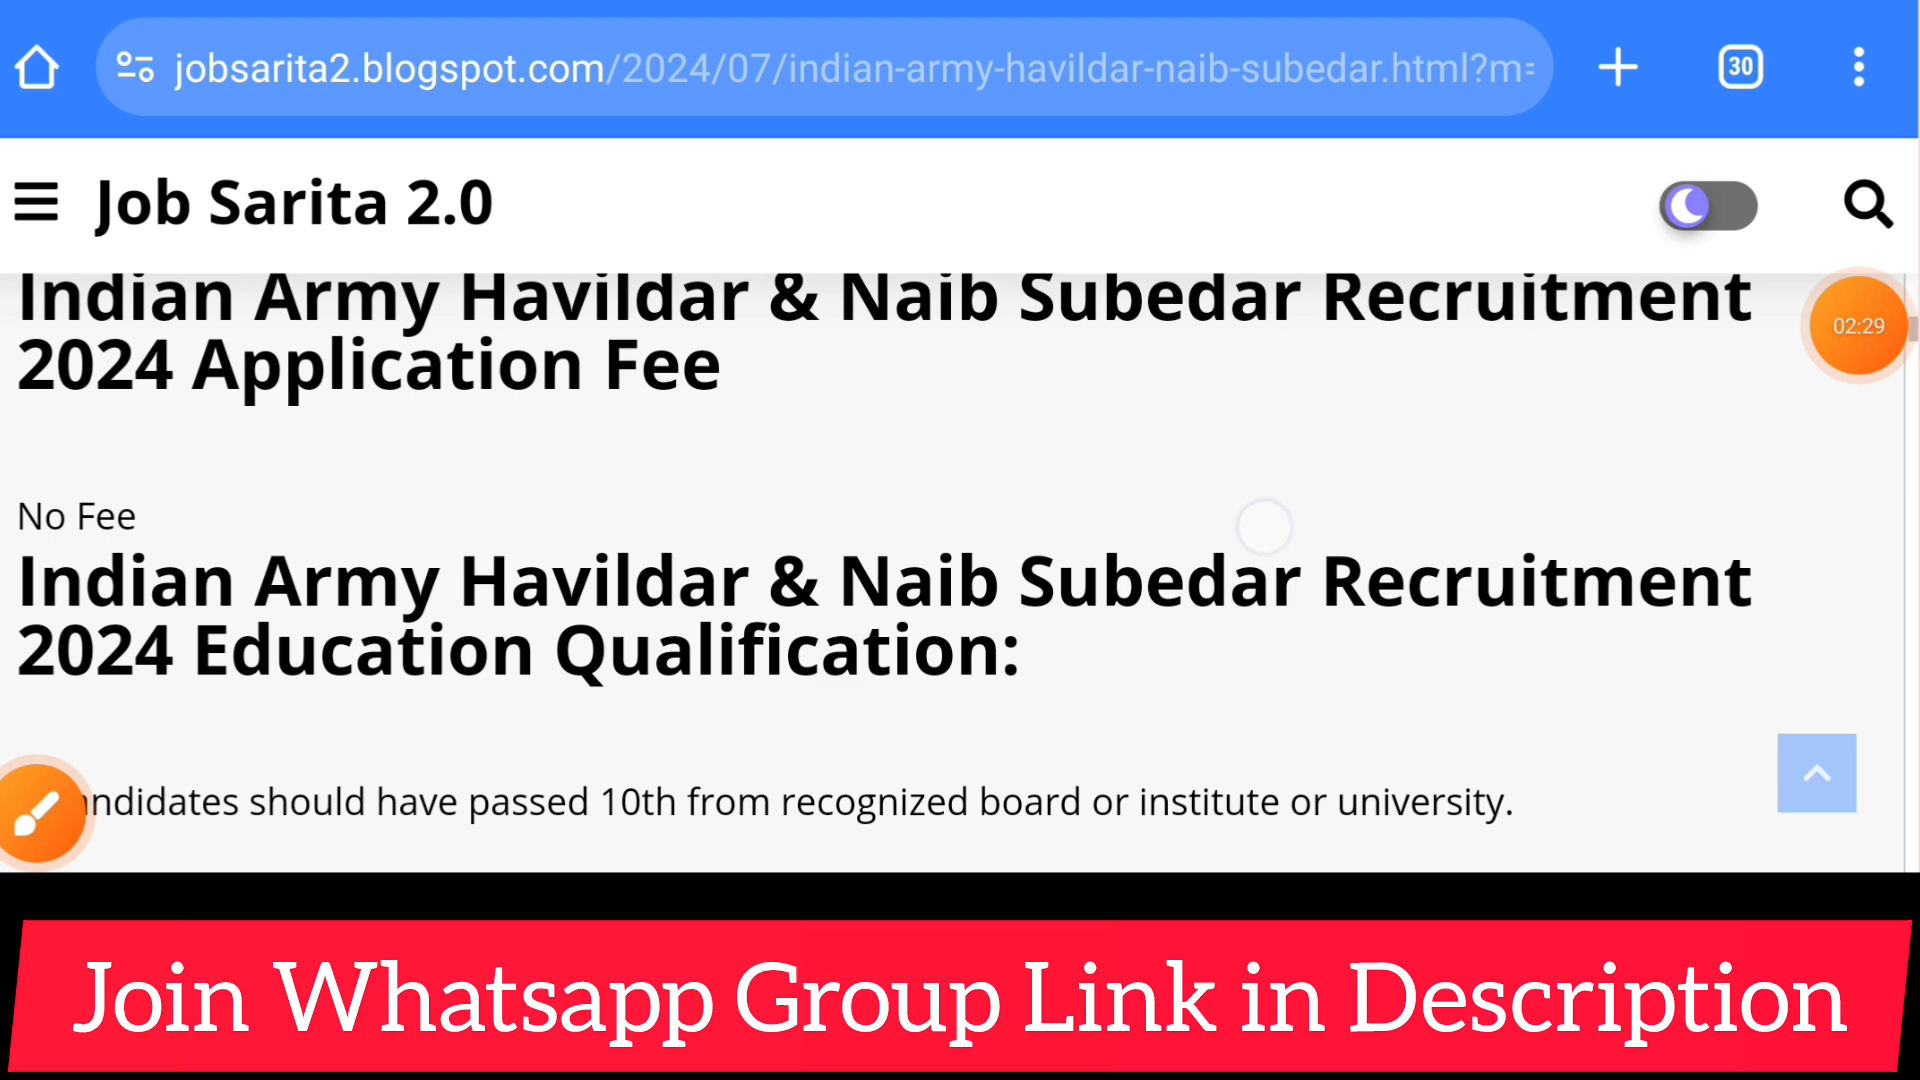 jobsarita2.blogspot.com/2024/07/indian-army-havildar-naib-subedar.html?m=
30
Job Sarita 2.0
Indian Army Havildar & Naib Subedar Recruitment
2024 Application Fee
02:29
No Fee
Indian Army Havildar & Naib Subedar Recruitment
2024 Education Qualification:
ndidates should have passed 10th from recognized board or institute or university.
Join Whatsapp Group Link in Description